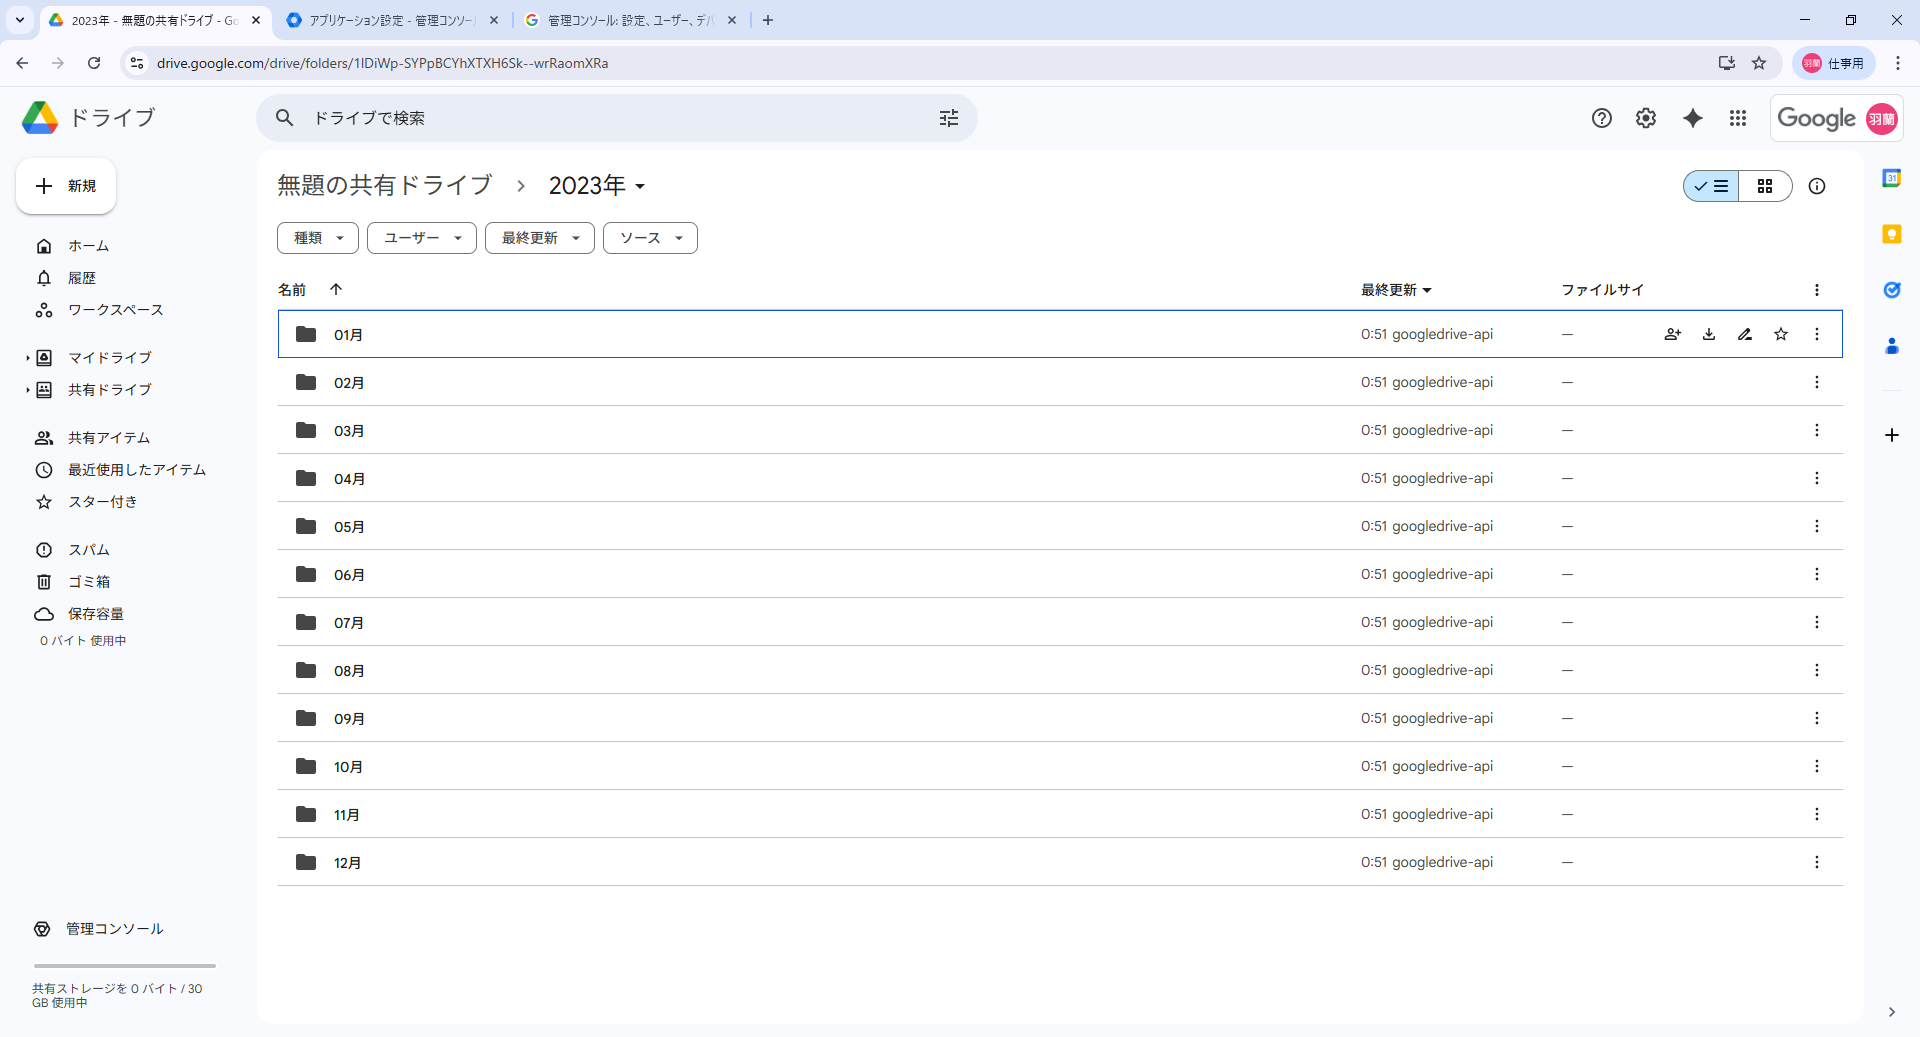 2023年 - 無題の共有ドライブ - Go
アプリケーション設定 - 管理コンソー
管理コンソール: 設定、ユーザー、デバ
drive.google.com/drive/folders/1lDiWp-SYPpBCYhXTXH6Sk--wrRaomXRa
羽蘭 仕事用
ドライブ
ドライブで検索
Google 羽蘭
新規
ホーム
履歴
ワークスペース
マイドライブ
共有ドライブ
共有アイテム
最近使用したアイテム
スター付き
スパム
ゴミ箱
保存容量
0 バイト 使用中
管理コンソール
共有ストレージを 0 バイト / 30
GB 使用中
無題の共有ドライブ 2023年
種類 ユーザー 最終更新 ソース
名前 最終更新 ファイルサイ
01月 0:51 googledrive-api —
02月 0:51 googledrive-api —
03月 0:51 googledrive-api —
04月 0:51 googledrive-api —
05月 0:51 googledrive-api —
06月 0:51 googledrive-api —
07月 0:51 googledrive-api —
08月 0:51 googledrive-api —
09月 0:51 googledrive-api —
10月 0:51 googledrive-api —
11月 0:51 googledrive-api —
12月 0:51 googledrive-api —
31